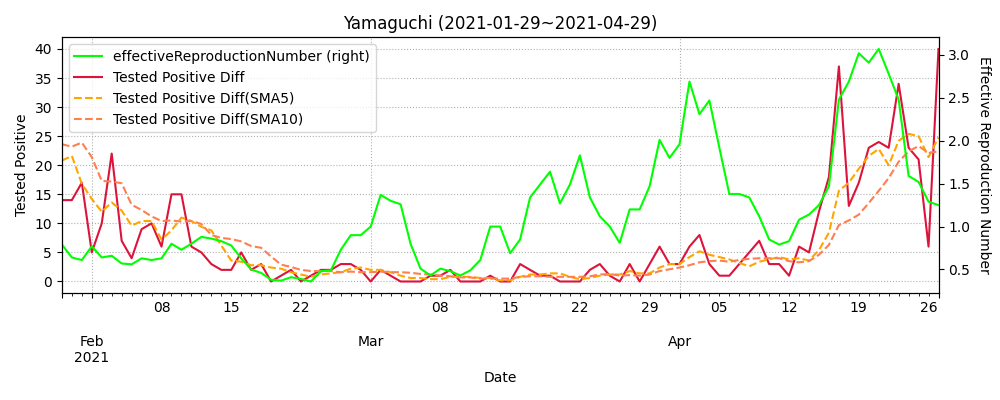 Yamaguchi (2021-01-29~2021-04-29)
effectiveReproductionNumber (right)
Tested Positive Diff
Tested Positive Diff(SMA5)
Tested Positive Diff(SMA10)
Tested Positive
40
35
30
25
20
15
10
5
0
3.0
2.5
2.0
1.5
1.0
0.5
Effective Reproduction Number
08 15 22 08 15 22 29 05 12 19 26
Feb Mar Apr
2021
Date